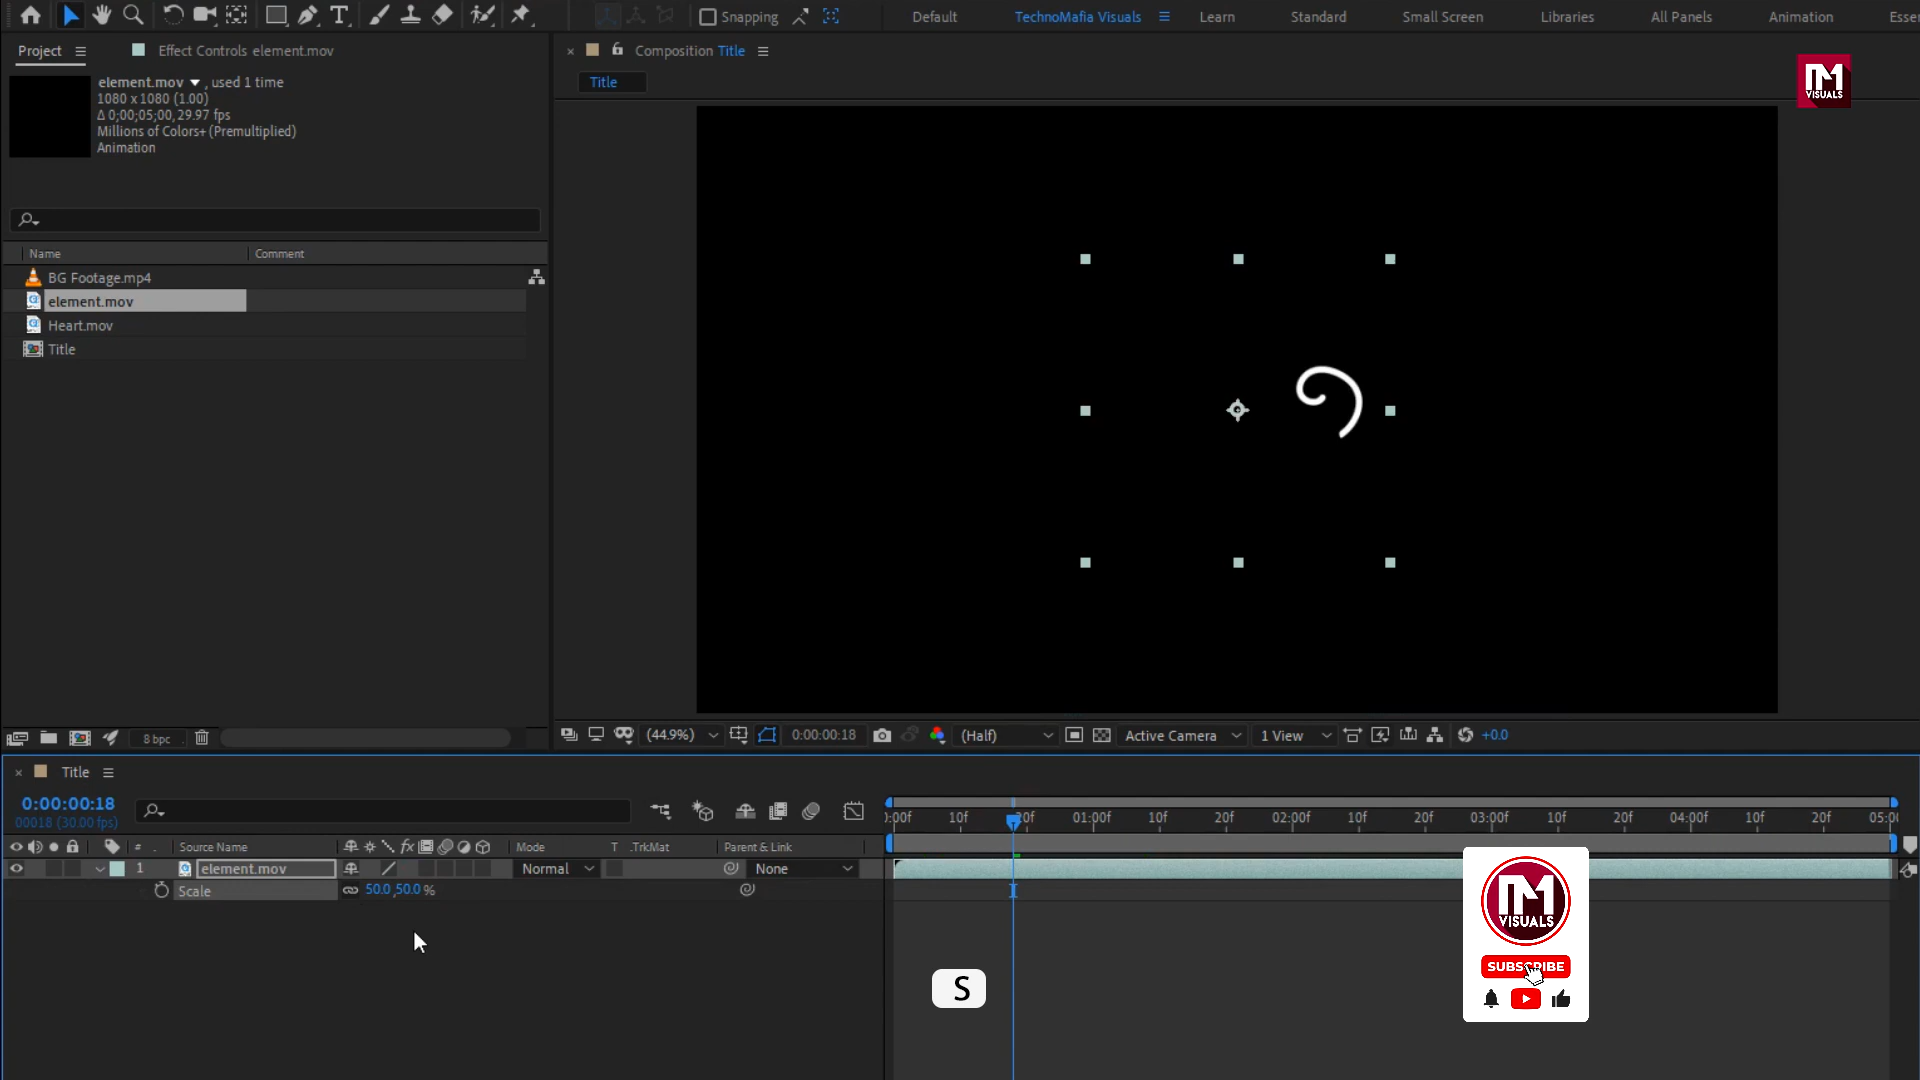 Snapping
Default
TechnoMafia Visuals
Learn
Standard
Small Screen
Libraries
All Panels
Animation
Esse
Project
Effect Controls element.mov
Composition Title
Title
element.mov , used 1 time
1080 x 1080 (1.00)
Δ 0;00;05;00, 29.97 fps
Millions of Colors+ (Premultiplied)
Animation
VISUALS
Name
Comment
BG Footage.mp4
element.mov
Heart.mov
Title
8 bpc
(44.9%)
0:00:00:18
(Half)
Active Camera
1 View
+0.0
Title
0:00:00:18
00018 (30.00 fps)
:00f 10f 20f 01:00f 10f 20f 02:00f 10f 20f 03:00f 10f 20f 04:00f 10f 20f 05:00
# Source Name
Mode
T .TrkMat
Parent & Link
1 element.mov
Normal
None
Scale
50.0,50.0 %
S
VISUALS
SUBSCRIBE